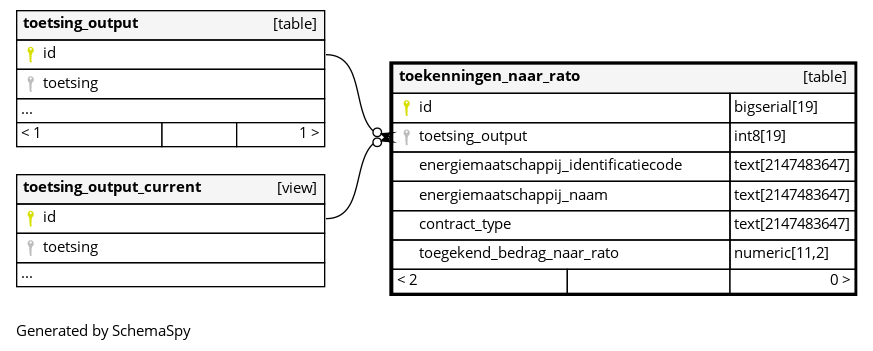 toetsing_output [table]
id
toetsing
...
< 1 1 >
toetsing_output_current [view]
id
toetsing
...
toekenningen_naar_rato [table]
id bigserial[19]
toetsing_output int8[19]
energiemaatschappij_identificatiecode text[2147483647]
energiemaatschappij_naam text[2147483647]
contract_type text[2147483647]
toegekend_bedrag_naar_rato numeric[11,2]
< 2 0 >
Generated by SchemaSpy